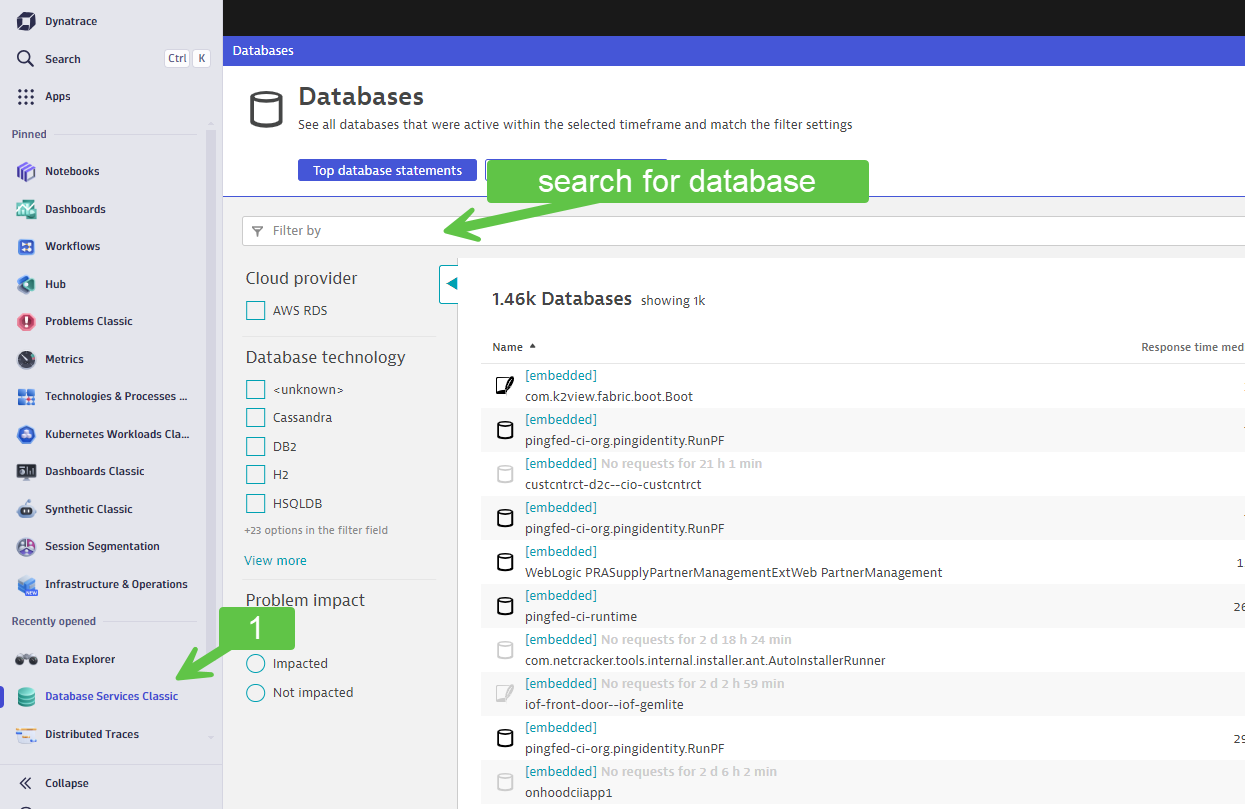 Dynatrace
Search Ctrl K
Apps
Pinned
Notebooks
Dashboards
Workflows
Hub
Problems Classic
Metrics
Technologies & Processes ...
Kubernetes Workloads Cla...
Dashboards Classic
Synthetic Classic
Session Segmentation
NEW
Infrastructure & Operations
Recently opened
Data Explorer
Database Services Classic
Distributed Traces
Collapse
Databases
Databases
See all databases that were active within the selected timeframe and match the filter settings
Top database statements
search for database
Filter by
Cloud provider
AWS RDS
Database technology
<unknown>
Cassandra
DB2
H2
HSQLDB
+23 options in the filter field
View more
Problem impact
1
Impacted
Not impacted
1.46k Databases showing 1k
Name Response time med
[embedded]
com.k2view.fabric.boot.Boot
[embedded]
pingfed-ci-org.pingidentity.RunPF
[embedded] No requests for 21 h 1 min
custcntrct-d2c--cio-custcntrct
[embedded]
pingfed-ci-org.pingidentity.RunPF
[embedded]
WebLogic PRASupplyPartnerManagementExtWeb PartnerManagement
1
[embedded]
pingfed-ci-runtime
26
[embedded] No requests for 2 d 18 h 24 min
com.netcracker.tools.internal.installer.ant.AutoInstallerRunner
[embedded] No requests for 2 d 2 h 59 min
iof-front-door--iof-gemlite
[embedded]
pingfed-ci-org.pingidentity.RunPF
29
[embedded] No requests for 2 d 6 h 2 min
onhoodciiapp1